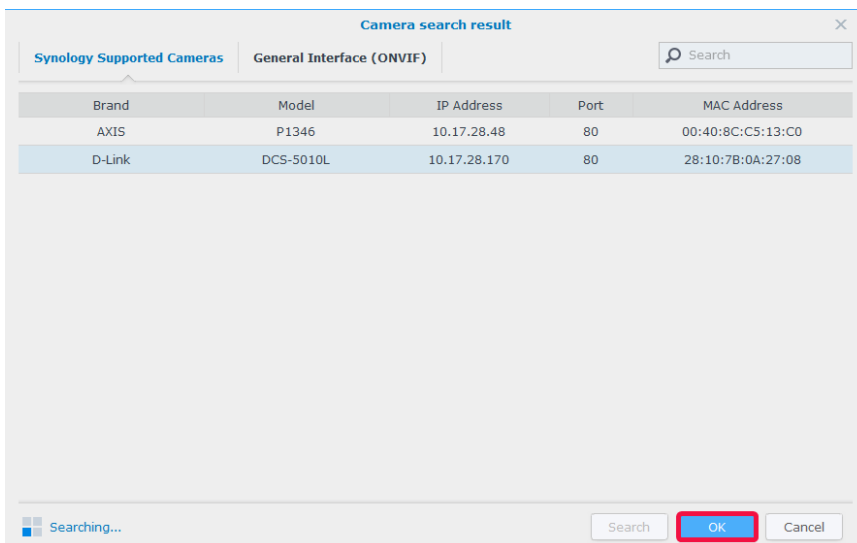 Camera search result
Synology Supported Cameras General Interface (ONVIF) Search
Brand Model IP Address Port MAC Address
AXIS P1346 10.17.28.48 80 00:40:8C:C5:13:C0
D-Link DCS-5010L 10.17.28.170 80 28:10:7B:0A:27:08
Searching... Search OK Cancel